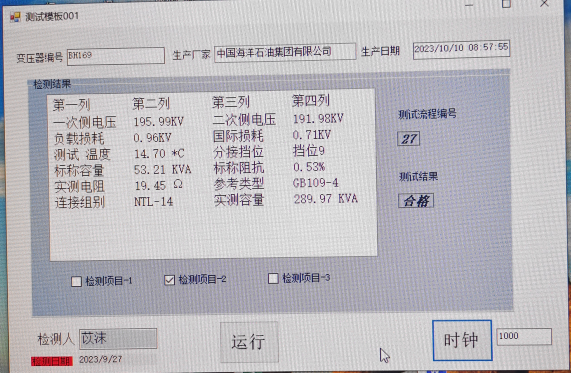 测试模板001
变压器编号 BH169 生产厂家 中国海洋石油集团有限公司 生产日期 2023/10/10 08:57:55
检测结果
第一列 第二列 第三列 第四列
一次侧电压 195.99KV 二次侧电压 191.98KV
负载损耗 0.96KV 国际损耗 0.71KV
测试 温度 14.70 *C 分接挡位 挡位9
标称容量 53.21 KVA 标称阻抗 0.53%
实测电阻 19.45 Ω 参考类型 GB109-4
连接组别 NTL-14 实测容量 289.97 KVA
测试流程编号
27
测试结果
合格
检测项目-1 检测项目-2 检测项目-3
检测人 苡沫 运行 时钟 1000
检测日期 2023/9/27